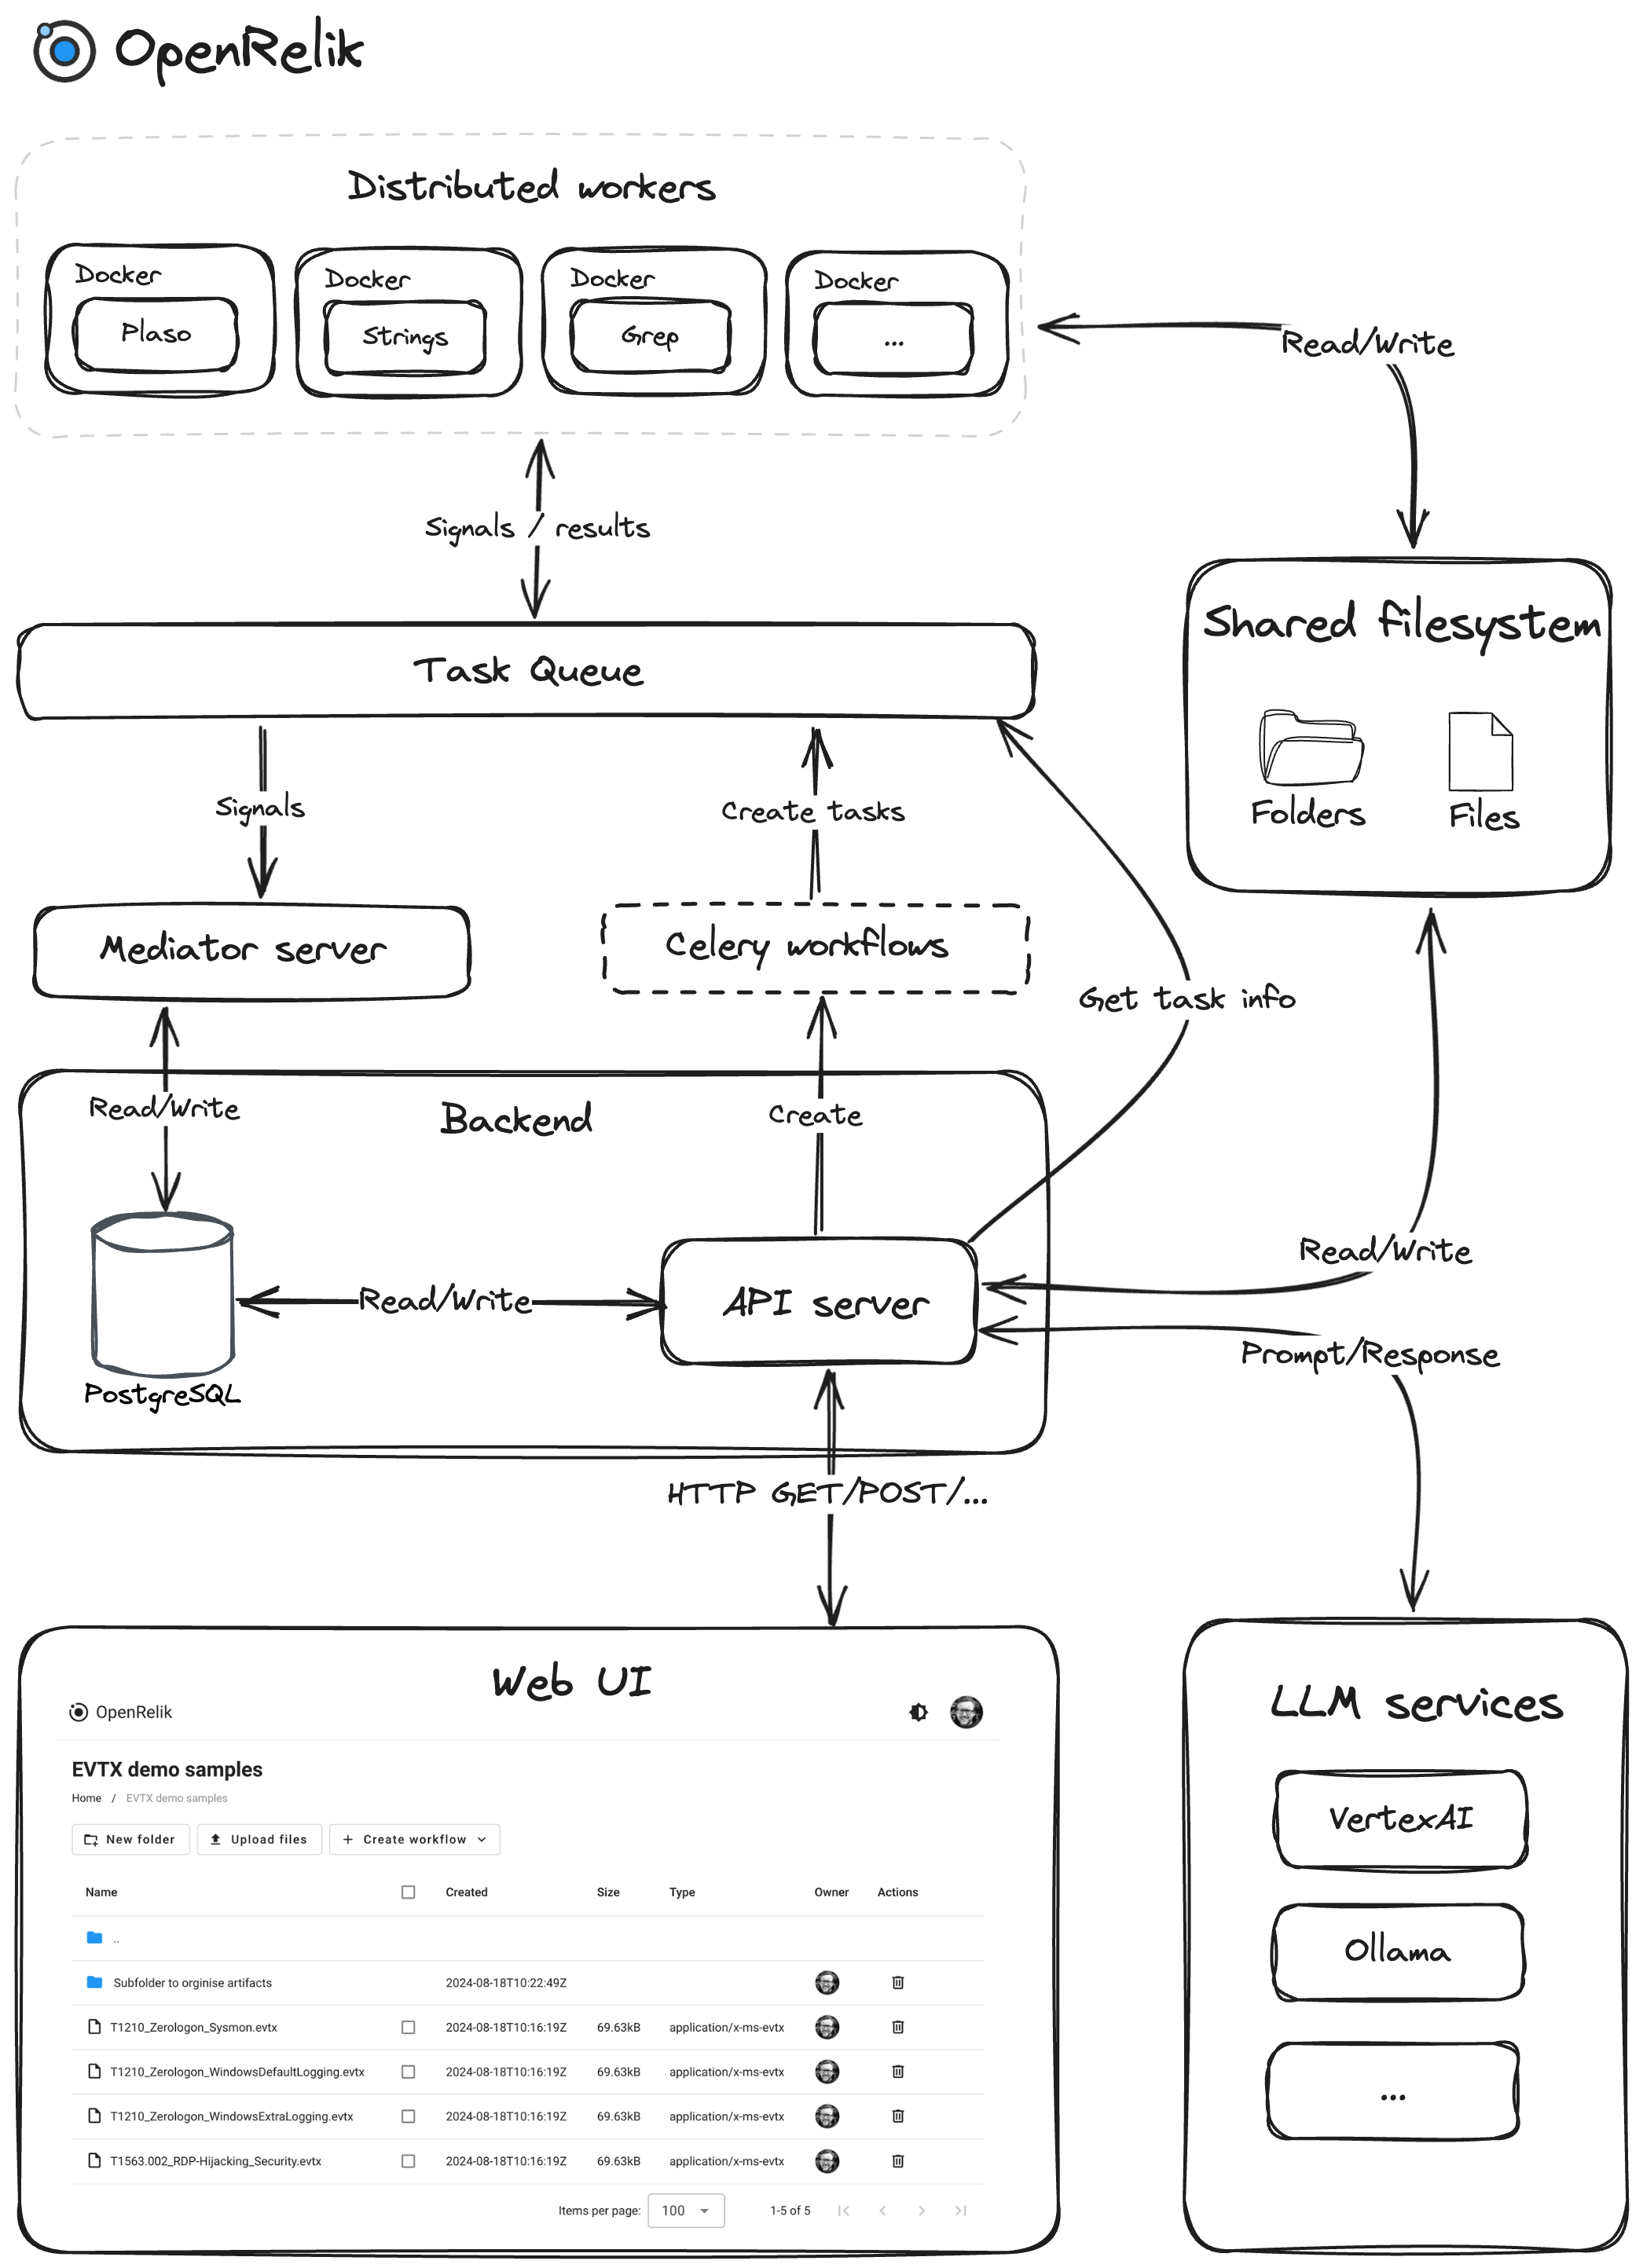 OpenRelik
Distributed workers
Docker
Plaso
Docker
Strings
Docker
Grep
Docker
...
Read/Write
Signals / results
Task Queue
Shared filesystem
Folders
Files
Signals
Create tasks
Mediator server
Celery workflows
Get task info
Read/Write
Backend
Create
Read/Write
API server
Read/Write
PostgreSQL
Prompt/Response
HTTP GET/POST/...
Web UI
OpenRelik
EVTX demo samples
Home / EVTX demo samples
New folder
Upload files
Create workflow
Name Created Size Type Owner Actions
..
Subfolder to orginise artifacts 2024-08-18T10:22:49Z
T1210_Zerologon_Sysmon.evtx 2024-08-18T10:16:19Z 69.63kB application/x-ms-evtx
T1210_Zerologon_WindowsDefaultLogging.evtx 2024-08-18T10:16:19Z 69.63kB application/x-ms-evtx
T1210_Zerologon_WindowsExtraLogging.evtx 2024-08-18T10:16:19Z 69.63kB application/x-ms-evtx
T1563.002_RDP-Hijacking_Security.evtx 2024-08-18T10:16:19Z 69.63kB application/x-ms-evtx
Items per page: 100 1-5 of 5
LLM services
VertexAI
Ollama
...